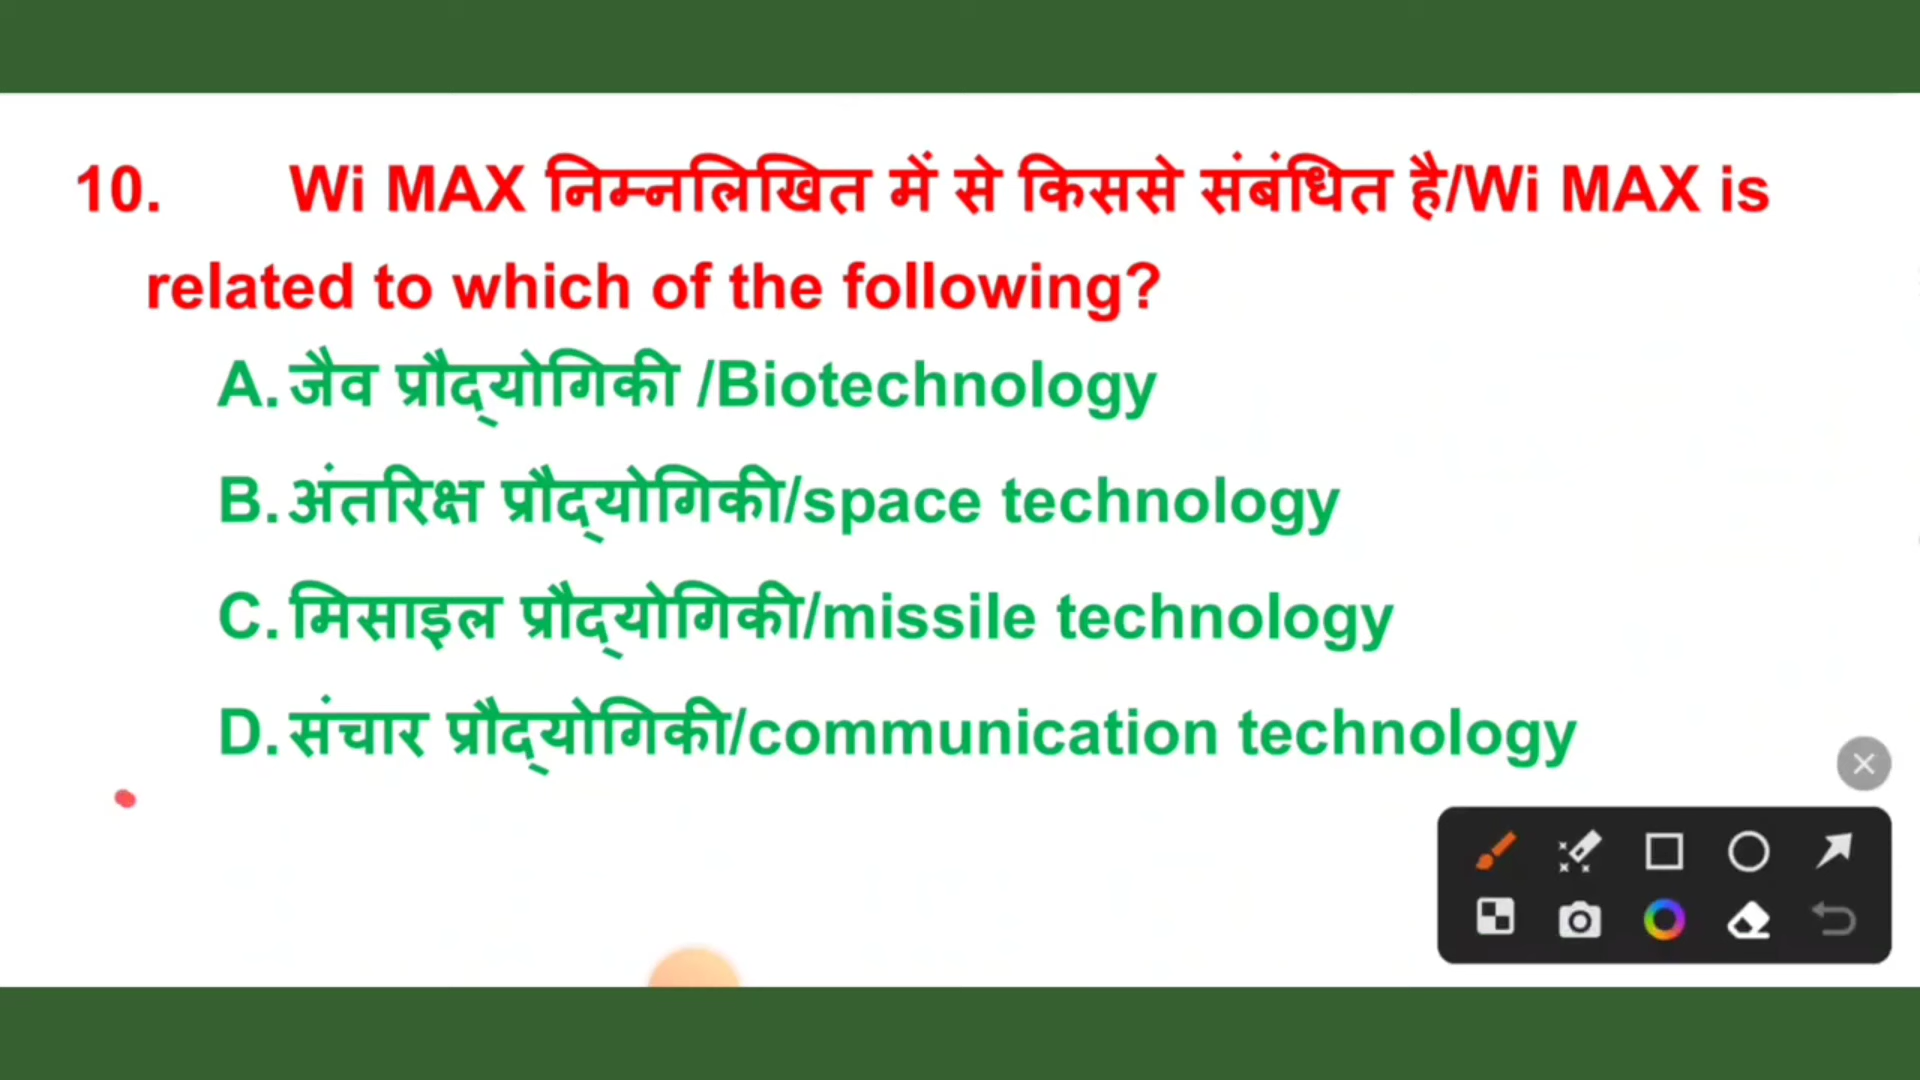 10. Wi MAX निम्नलिखित में से किससे संबंधित है/Wi MAX is
related to which of the following?
A. जैव प्रौद्योगिकी /Biotechnology
B. अंतरिक्ष प्रौद्योगिकी/space technology
C. मिसाइल प्रौद्योगिकी/missile technology
D. संचार प्रौद्योगिकी/communication technology